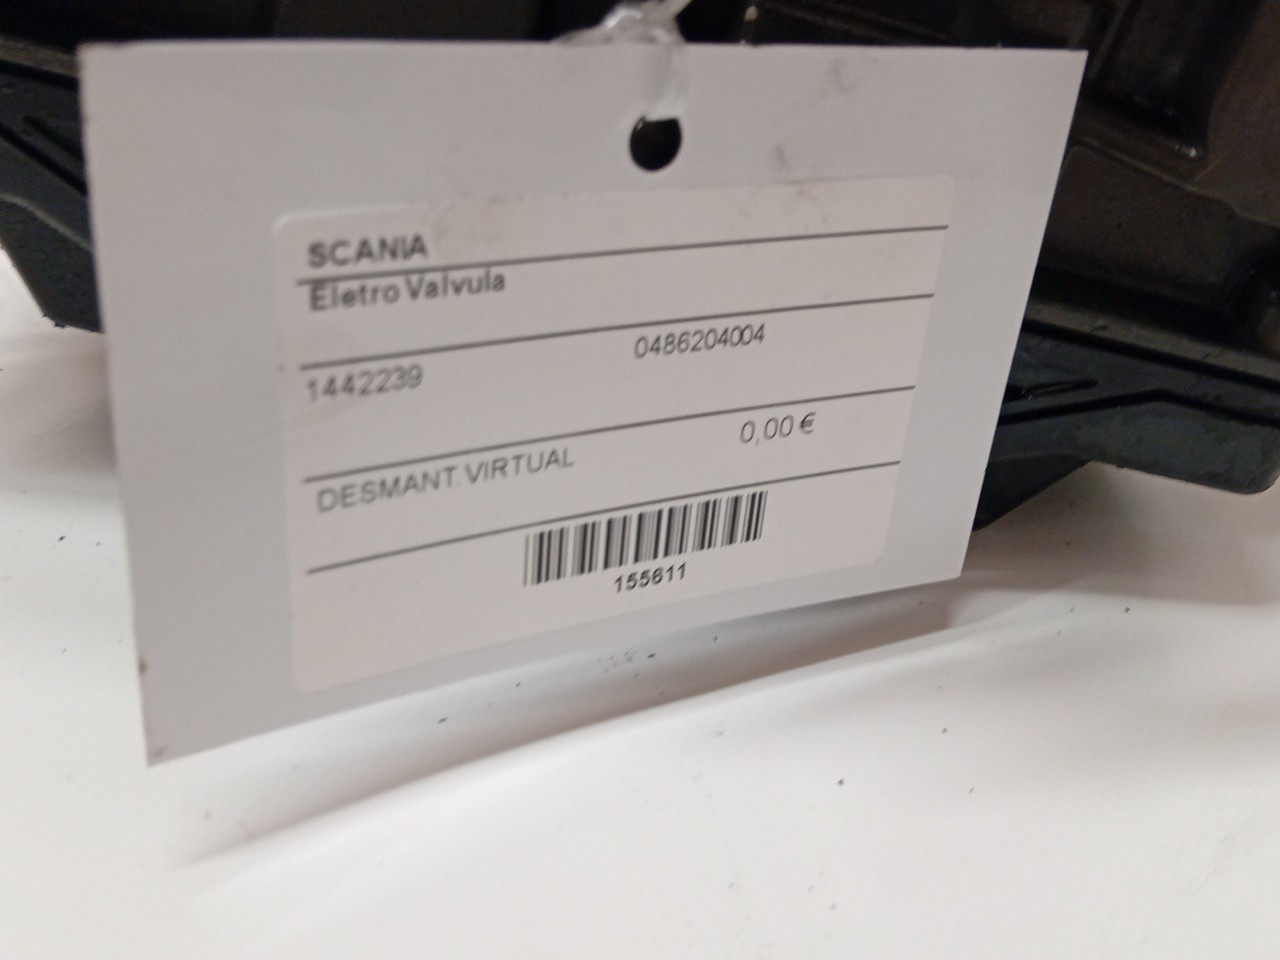 SCANIA
Eletro Valvula
1442239 0486204004
DESMANT. VIRTUAL 0,00 €
155611